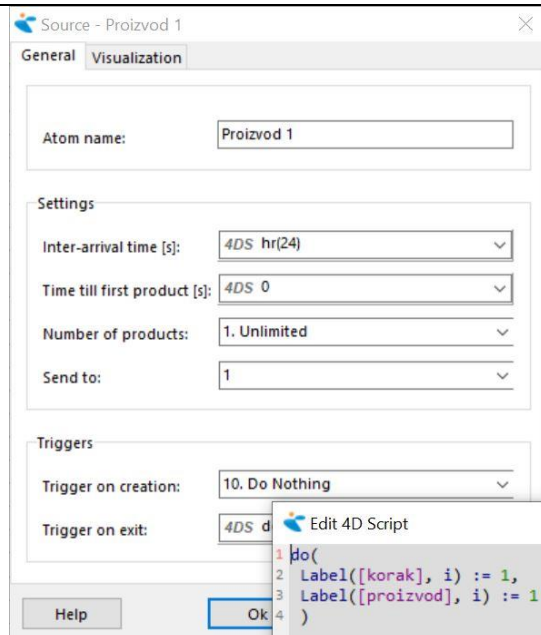 Source - Proizvod 1
General Visualization
Atom name: Proizvod 1
Settings
Inter-arrival time [s]: 4DS hr(24)
Time till first product [s]: 4DS 0
Number of products: 1. Unlimited
Send to: 1
Triggers
Trigger on creation: 10. Do Nothing
Trigger on exit: 4DS d
Edit 4D Script
1 do(
2 Label([korak], i) := 1,
3 Label([proizvod], i) := 1
4 )
Help Ok